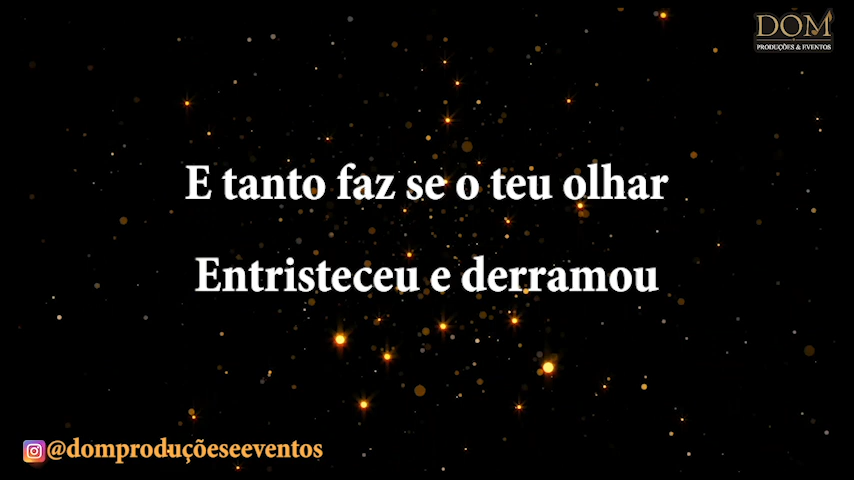 DOM
PRODUÇÕES & EVENTOS
E tanto faz se o teu olhar
Entristeceu e derramou
@domproduçõeseeventos